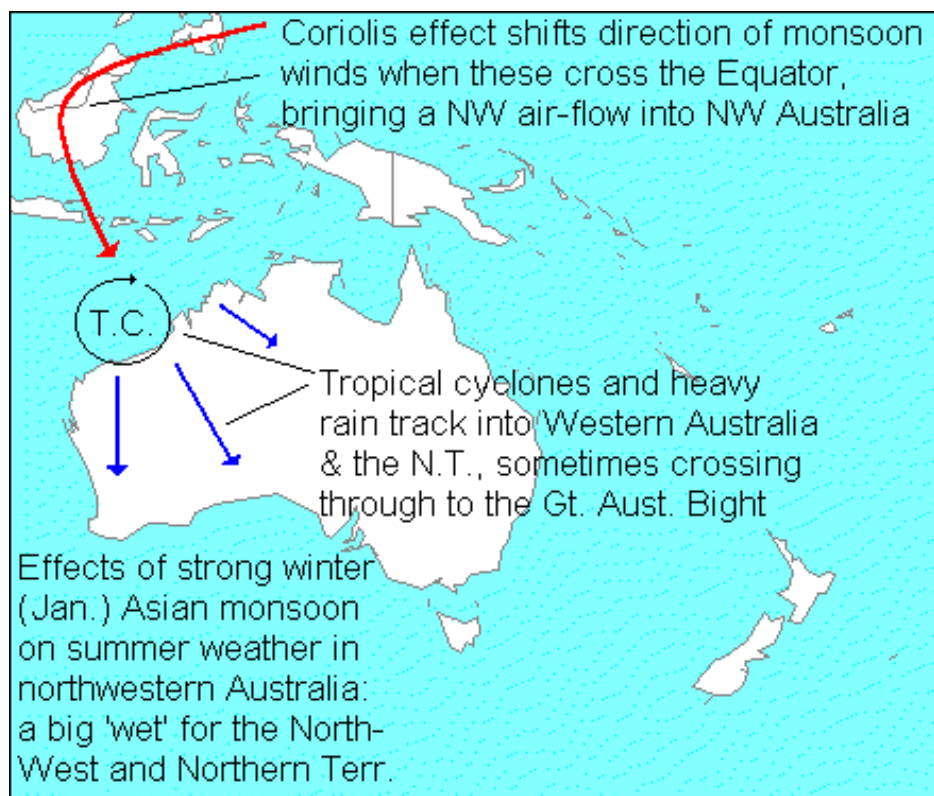 Coriolis effect shifts direction of monsoon
winds when these cross the Equator,
bringing a NW air-flow into NW Australia
T.C.
Tropical cyclones and heavy
rain track into Western Australia
& the N.T., sometimes crossing
through to the Gt. Aust. Bight
Effects of strong winter
(Jan.) Asian monsoon
on summer weather in
northwestern Australia:
a big 'wet' for the North-
West and Northern Terr.